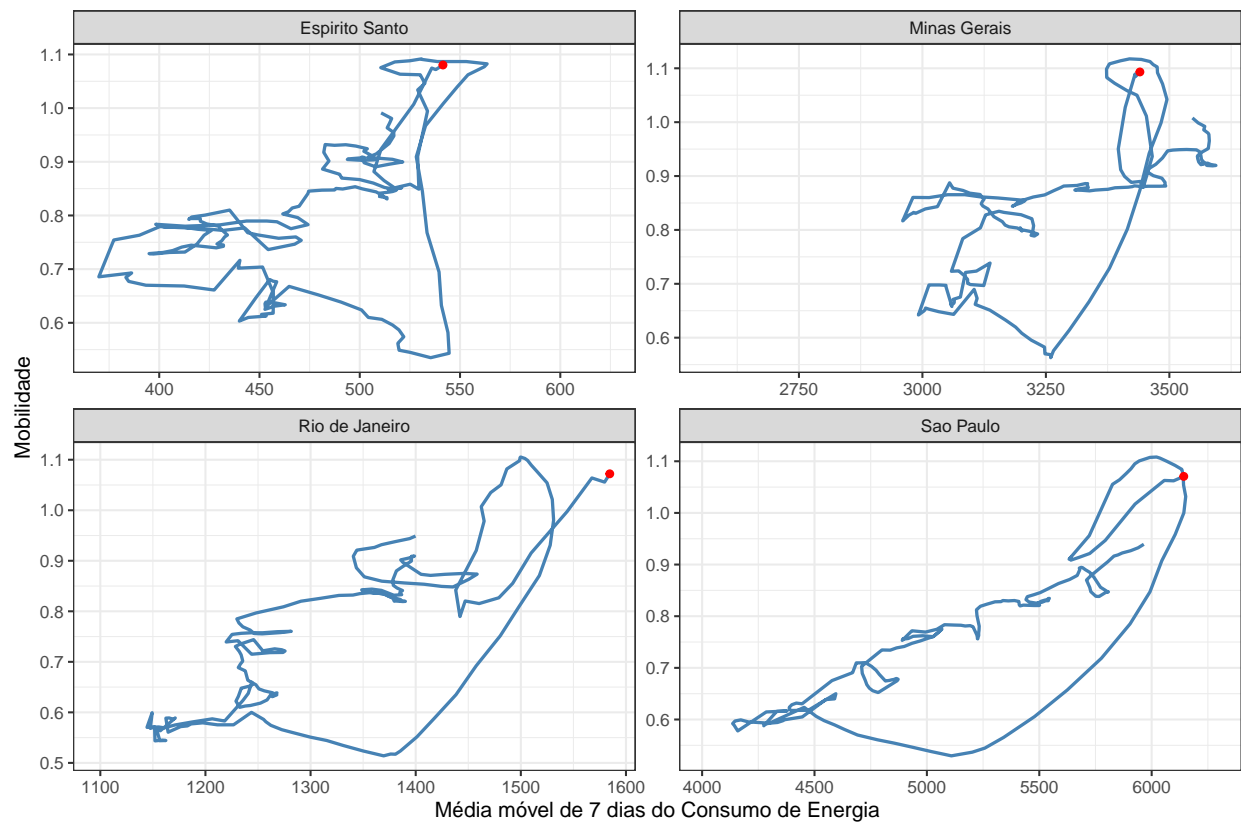 Espirito Santo
Minas Gerais
1.1
1.0
0.9
0.8
0.7
0.6
400 450 500 550 600
1.1
1.0
0.9
0.8
0.7
0.6
2750 3000 3250 3500
Mobilidade
Rio de Janeiro
Sao Paulo
1.1
1.0
0.9
0.8
0.7
0.6
0.5
1100 1200 1300 1400 1500 1600
1.1
1.0
0.9
0.8
0.7
0.6
4000 4500 5000 5500 6000
Média móvel de 7 dias do Consumo de Energia